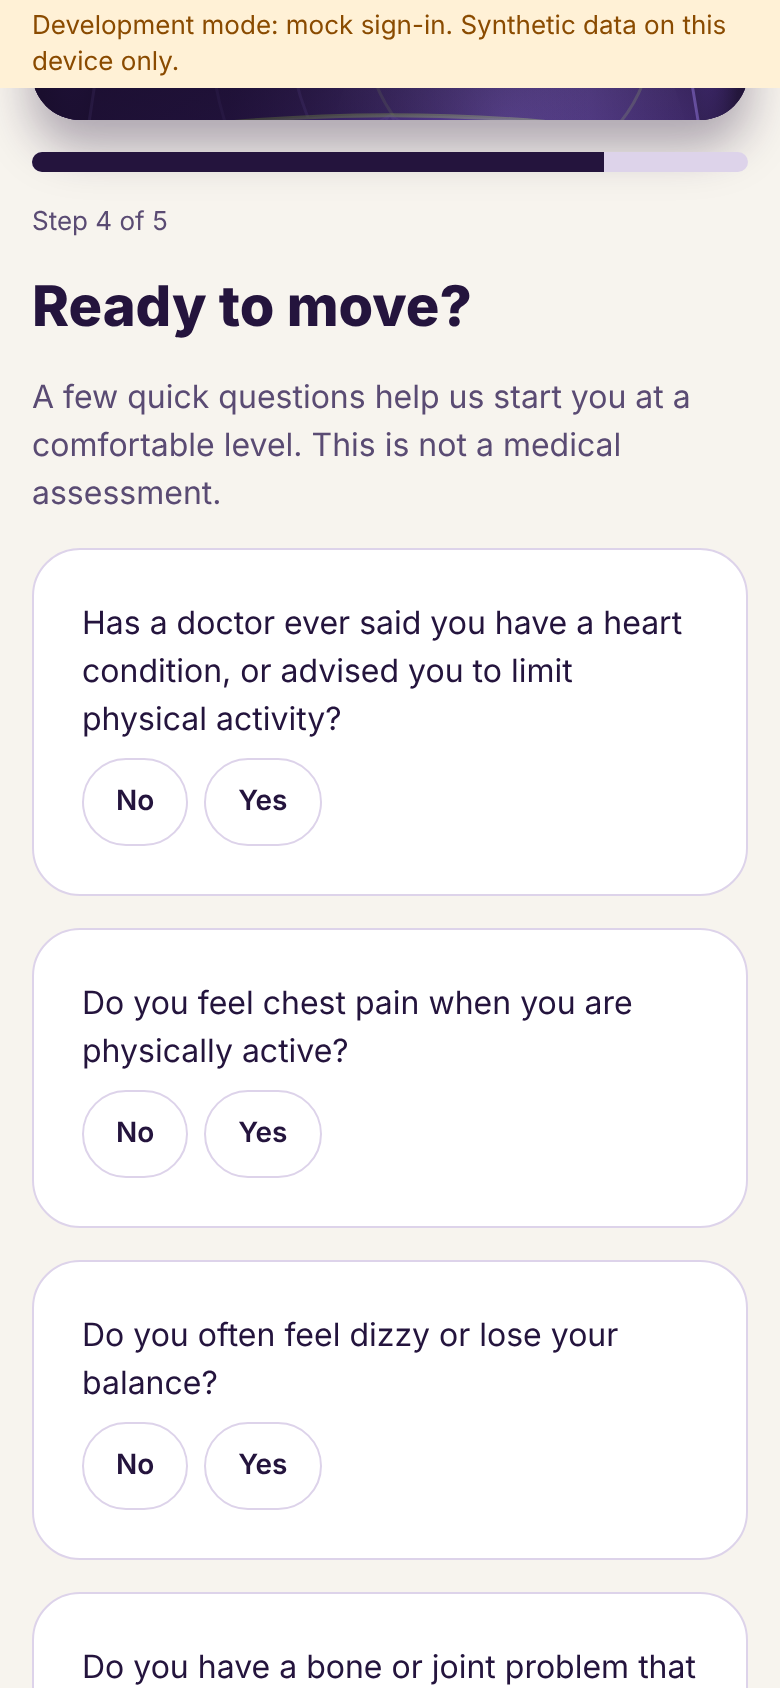 Development mode: mock sign-in. Synthetic data on this
device only.
Step 4 of 5
Ready to move?
A few quick questions help us start you at a
comfortable level. This is not a medical
assessment.
Has a doctor ever said you have a heart
condition, or advised you to limit
physical activity?
No Yes
Do you feel chest pain when you are
physically active?
No Yes
Do you often feel dizzy or lose your
balance?
No Yes
Do you have a bone or joint problem that